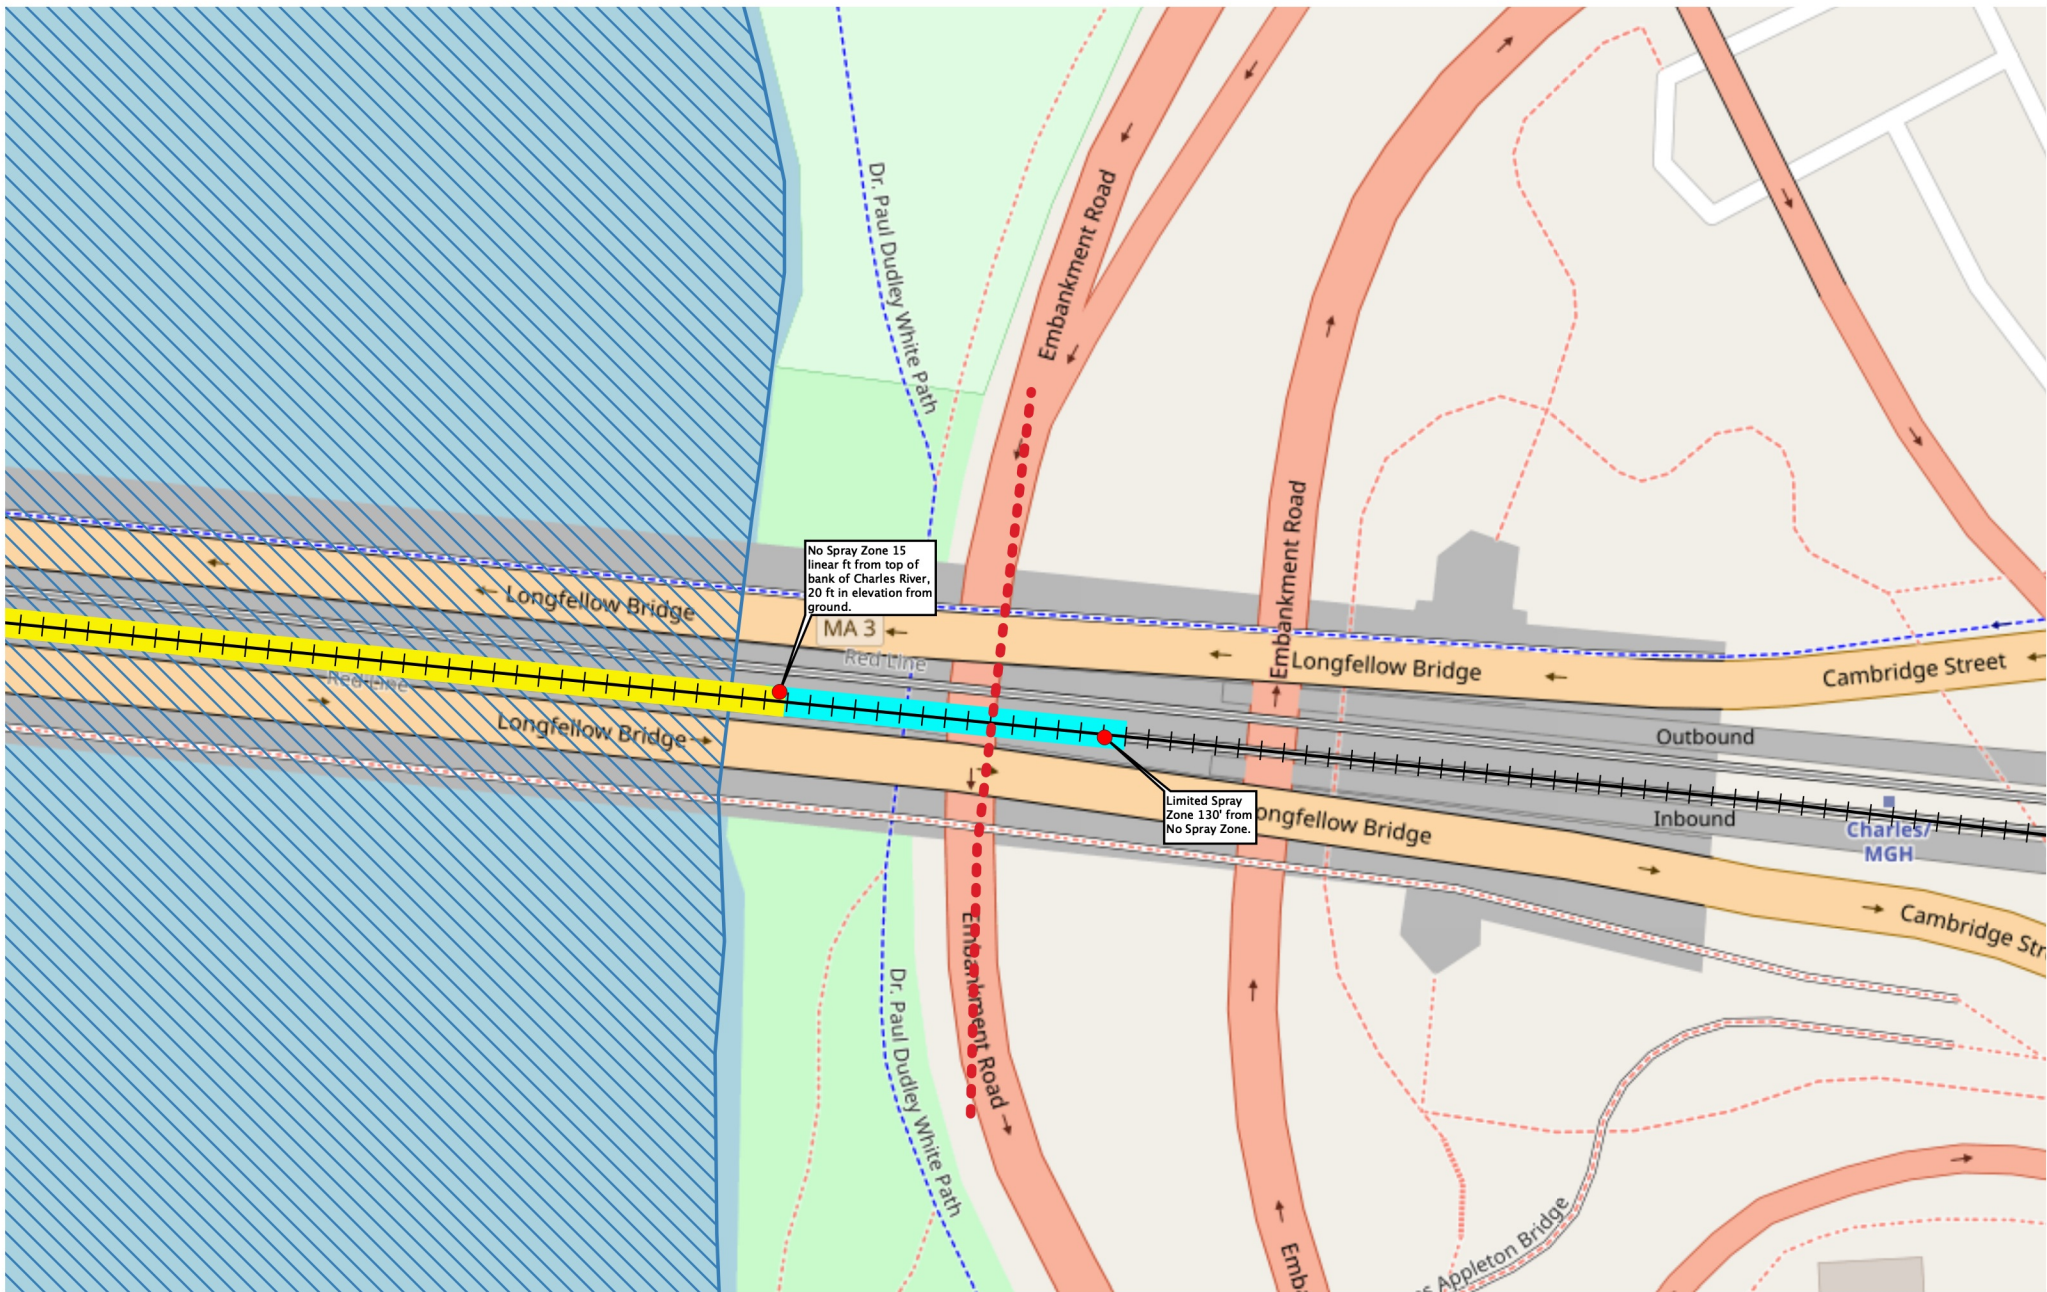 Dr. Paul Dudley White Path
Embankment Road
Embankment Road
No Spray Zone 15
linear ft from top of
bank of Charles River,
20 ft in elevation from
ground.
Longfellow Bridge
MA 3
Red Line
Longfellow Bridge
Cambridge Street
Red Line
Longfellow Bridge
Outbound
Inbound
Limited Spray
Zone 130' from
No Spray Zone.
ongfellow Bridge
Charles/
MGH
Cambridge Str
Embankment Road
Dr. Paul Dudley White Path
Emba
s Appleton Bridge